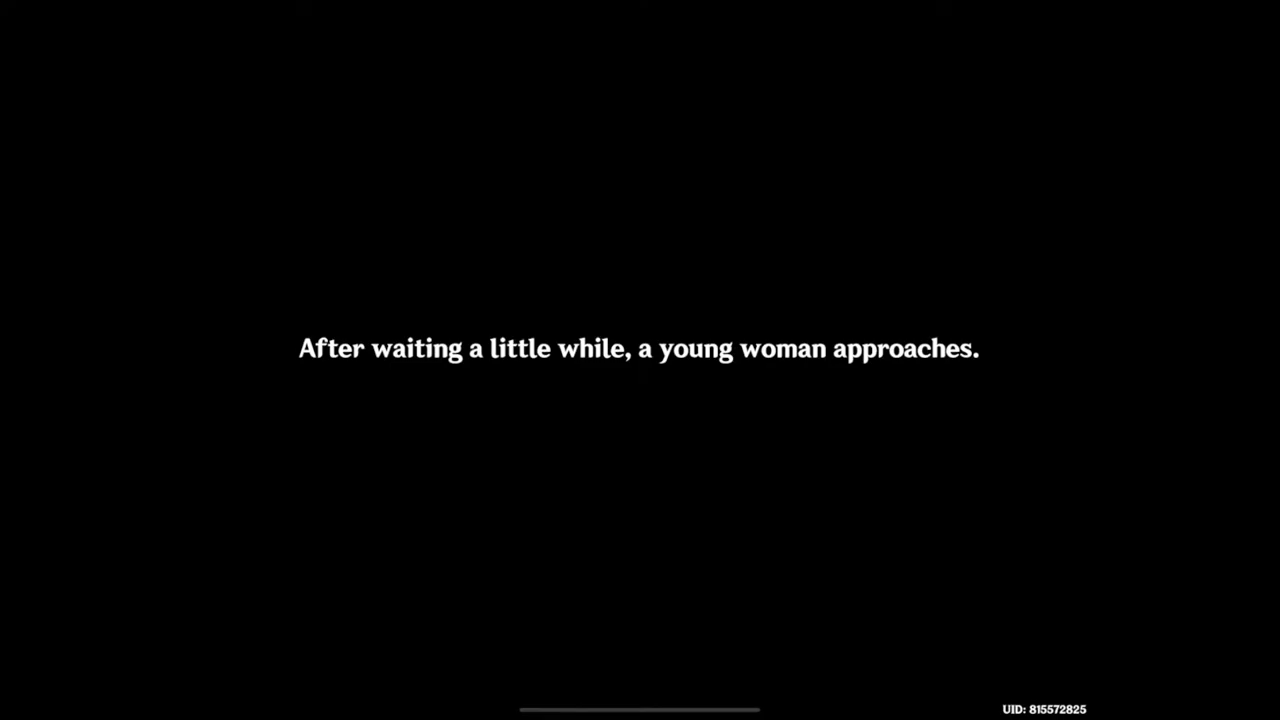 After waiting a little while, a young woman approaches.
UID: 815572825